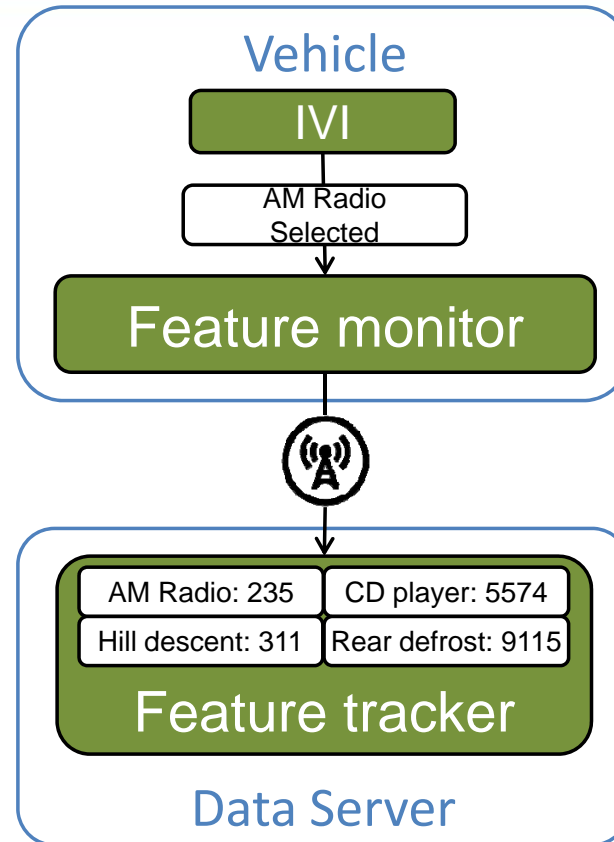 Vehicle
IVI
AM Radio
Selected
Feature monitor
AM Radio: 235
CD player: 5574
Hill descent: 311
Rear defrost: 9115
Feature tracker
Data Server